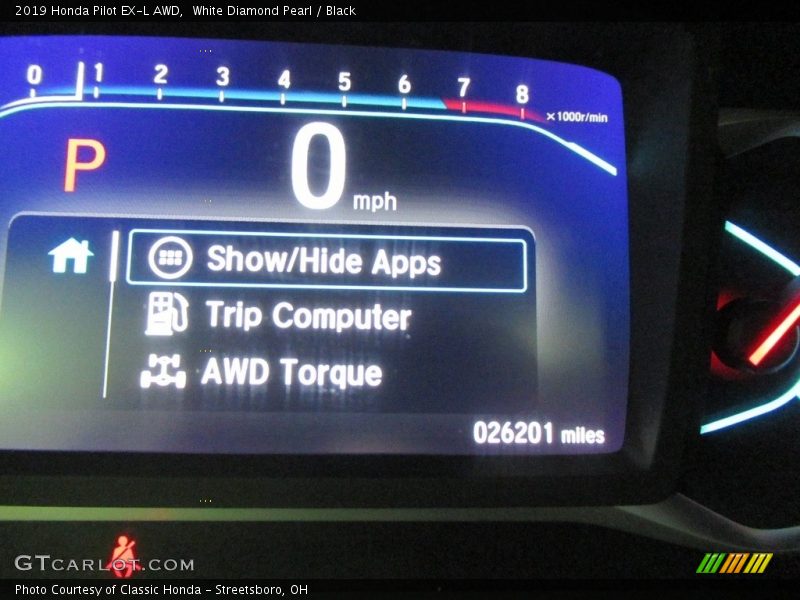 2019 Honda Pilot EX-L AWD,  White Diamond Pearl / Black
0 1 2 3 4 5 6 7 8
×1000r/min
P
0 mph
Show/Hide Apps
Trip Computer
AWD Torque
026201 miles
GTCARLOT.COM
Photo Courtesy of Classic Honda - Streetsboro, OH